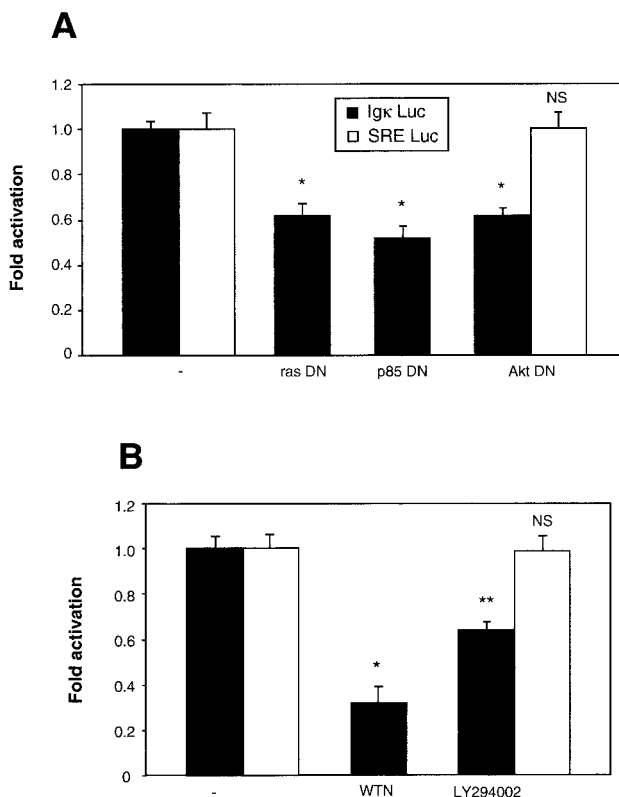 A
Fold activation
1.2
1.0
0.8
0.6
0.4
0.2
0
Igκ Luc
SRE Luc
*
*
*
NS
- ras DN p85 DN Akt DN
B
Fold activation
1.2
1.0
0.8
0.6
0.4
0.2
0
*
**
NS
- WTN LY294002